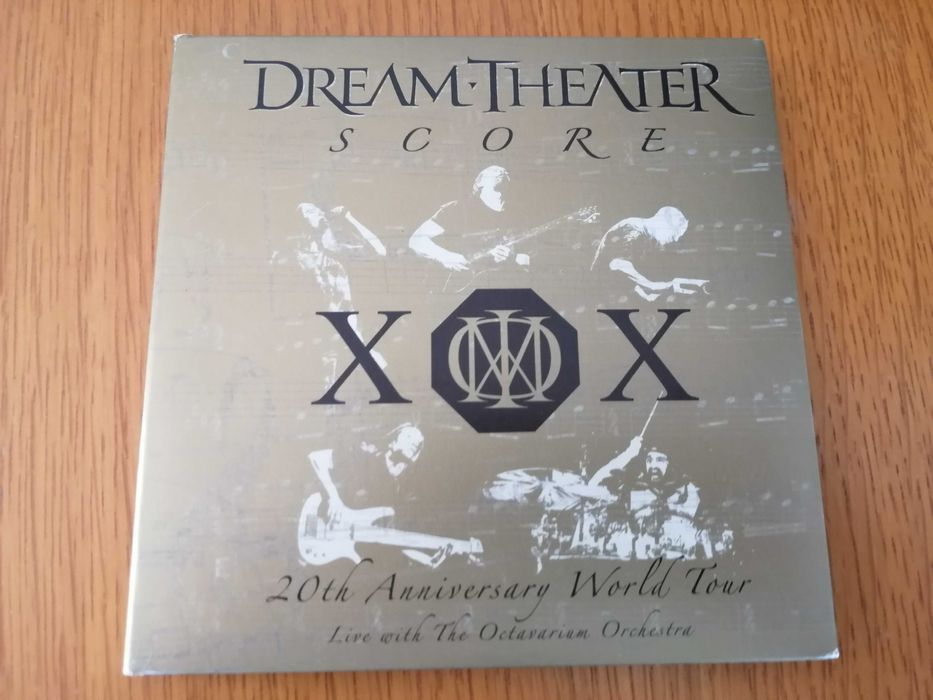 DREAM·THEATER
SCORE
X X
20th Anniversary World Tour
Live with The Octavarium Orchestra